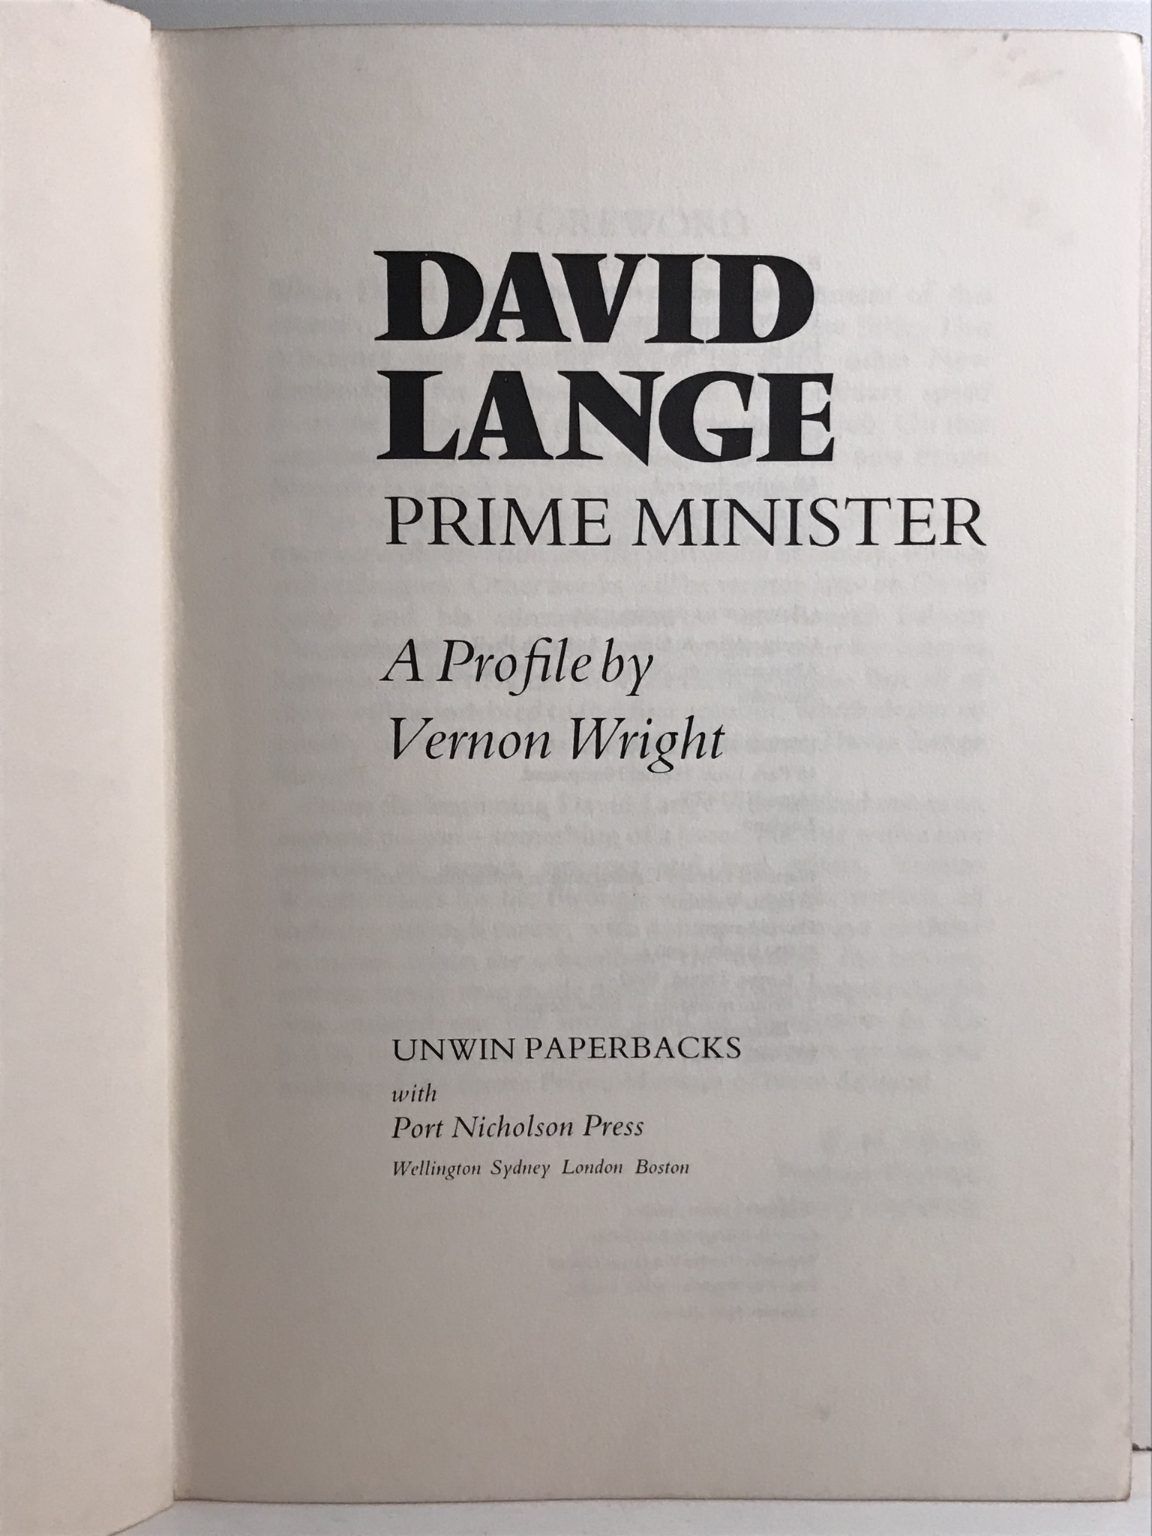 DAVID
LANGE
PRIME MINISTER
A Profile by
Vernon Wright
UNWIN PAPERBACKS
with
Port Nicholson Press
Wellington Sydney London Boston